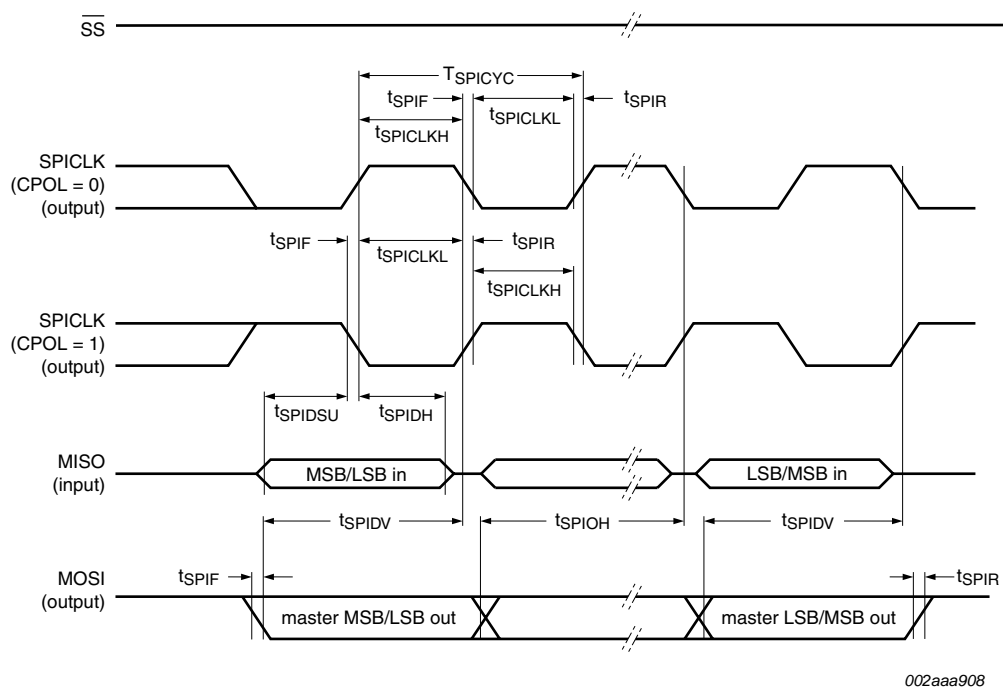 SS
TSPICYC
tSPIF
tSPIR
tSPICLKL
tSPICLKH
SPICLK
(CPOL = 0)
(output)
tSPIF
tSPICLKL
tSPIR
tSPICLKH
SPICLK
(CPOL = 1)
(output)
tSPIDSU
tSPIDH
MISO
(input)
MSB/LSB in
LSB/MSB in
tSPIDV
tSPIOH
tSPIDV
MOSI
(output)
tSPIF
tSPIR
master MSB/LSB out
master LSB/MSB out
002aaa908